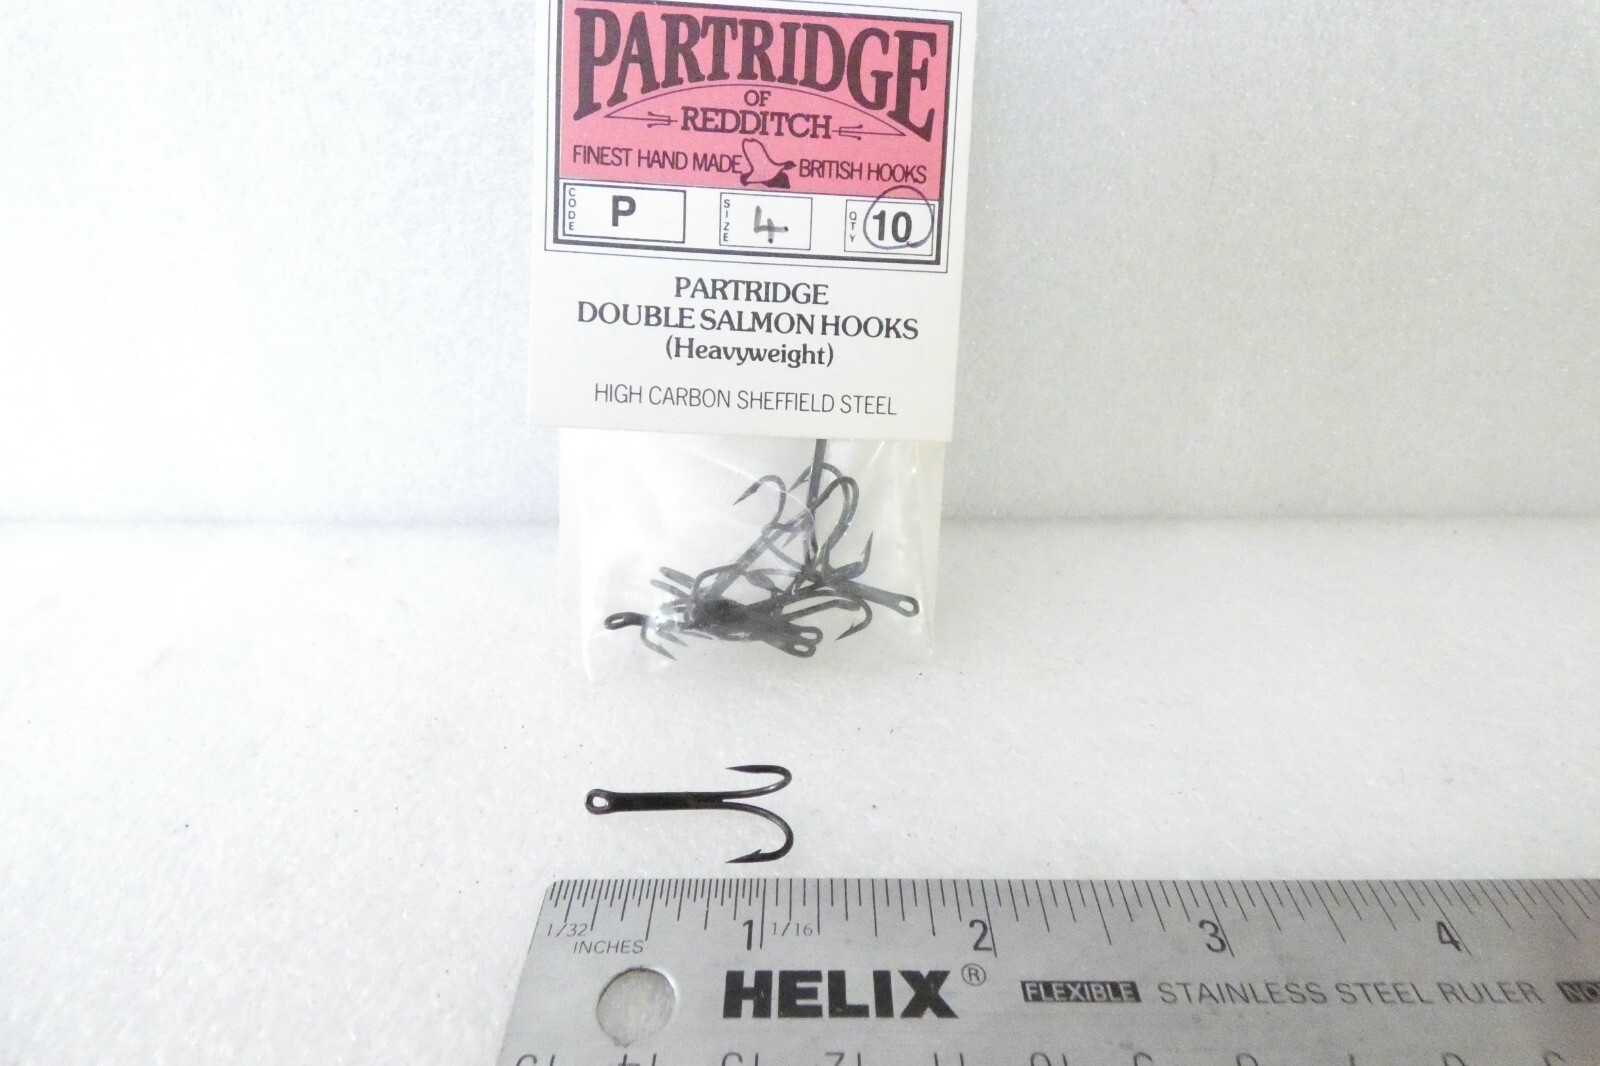 PARTRIDGE
OF
REDDITCH
FINEST HAND MADE BRITISH HOOKS
CODE P SIZE 4 QTY 10
PARTRIDGE
DOUBLE SALMON HOOKS
(Heavyweight)
HIGH CARBON SHEFFIELD STEEL
1/32 1 1/16 2 3 4
INCHES
HELIX® FLEXIBLE STAINLESS STEEL RULER NO